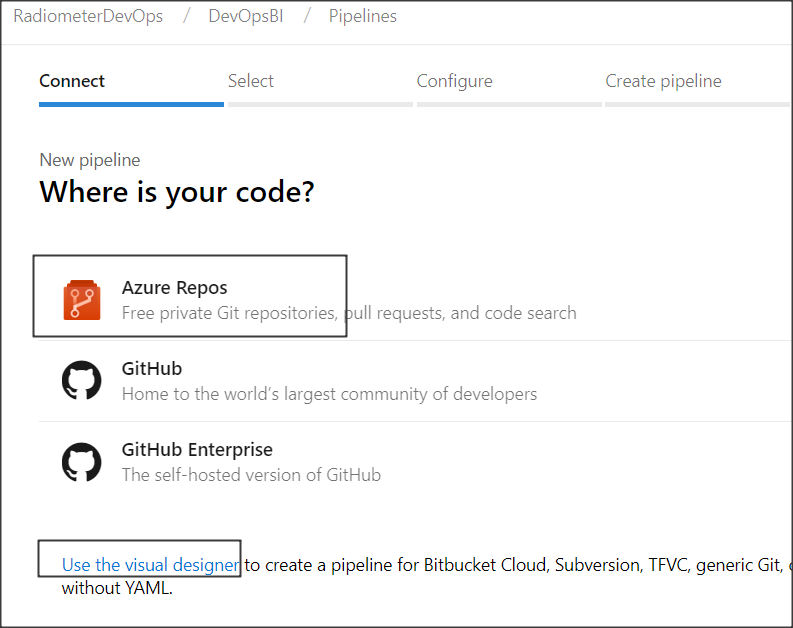 RadiometerDevOps / DevOpsBI / Pipelines
Connect Select Configure Create pipeline
New pipeline
Where is your code?
Azure Repos
Free private Git repositories, pull requests, and code search
GitHub
Home to the world's largest community of developers
GitHub Enterprise
The self-hosted version of GitHub
Use the visual designer to create a pipeline for Bitbucket Cloud, Subversion, TFVC, generic Git,
without YAML.